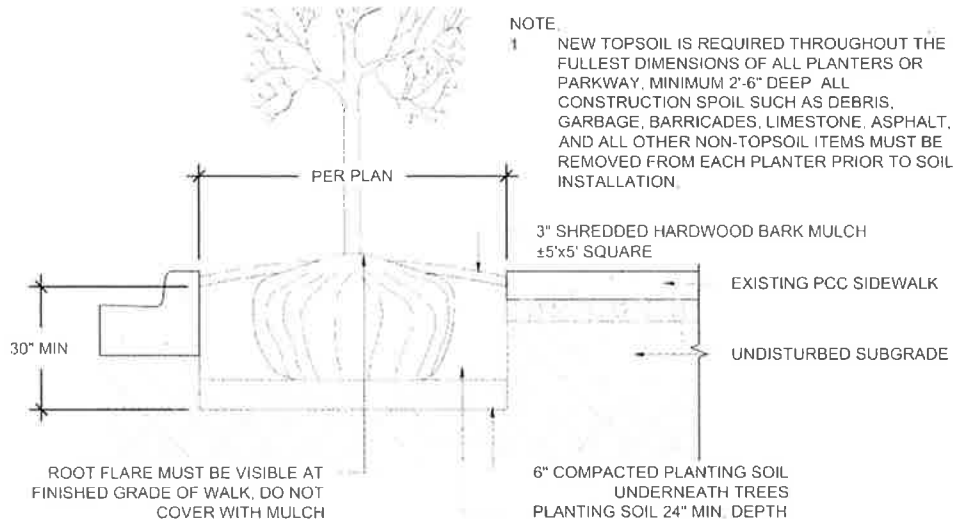 NOTE
1 NEW TOPSOIL IS REQUIRED THROUGHOUT THE
FULLEST DIMENSIONS OF ALL PLANTERS OR
PARKWAY, MINIMUM 2'-6" DEEP ALL
CONSTRUCTION SPOIL SUCH AS DEBRIS,
GARBAGE, BARRICADES, LIMESTONE, ASPHALT,
AND ALL OTHER NON-TOPSOIL ITEMS MUST BE
REMOVED FROM EACH PLANTER PRIOR TO SOIL
INSTALLATION.
PER PLAN
3" SHREDDED HARDWOOD BARK MULCH
±5'x5' SQUARE
EXISTING PCC SIDEWALK
30" MIN
UNDISTURBED SUBGRADE
ROOT FLARE MUST BE VISIBLE AT
FINISHED GRADE OF WALK, DO NOT
COVER WITH MULCH
6" COMPACTED PLANTING SOIL
UNDERNEATH TREES
PLANTING SOIL 24" MIN. DEPTH